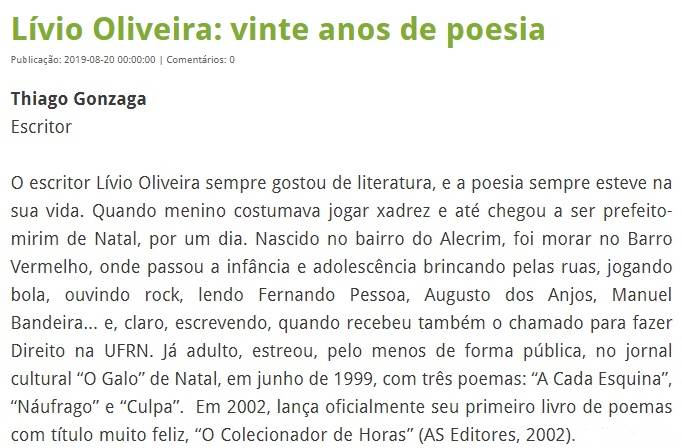 Lívio Oliveira: vinte anos de poesia
Publicação: 2019-08-20 00:00:00 | Comentários: 0
Thiago Gonzaga
Escritor
O escritor Lívio Oliveira sempre gostou de literatura, e a poesia sempre esteve na
sua vida. Quando menino costumava jogar xadrez e até chegou a ser prefeito-
mirim de Natal, por um dia. Nascido no bairro do Alecrim, foi morar no Barro
Vermelho, onde passou a infância e adolescência brincando pelas ruas, jogando
bola, ouvindo rock, lendo Fernando Pessoa, Augusto dos Anjos, Manuel
Bandeira... e, claro, escrevendo, quando recebeu também o chamado para fazer
Direito na UFRN. Já adulto, estreou, pelo menos de forma pública, no jornal
cultural “O Galo” de Natal, em junho de 1999, com três poemas: “A Cada Esquina”,
“Náufrago” e “Culpa”.  Em 2002, lança oficialmente seu primeiro livro de poemas
com título muito feliz, “O Colecionador de Horas” (AS Editores, 2002).